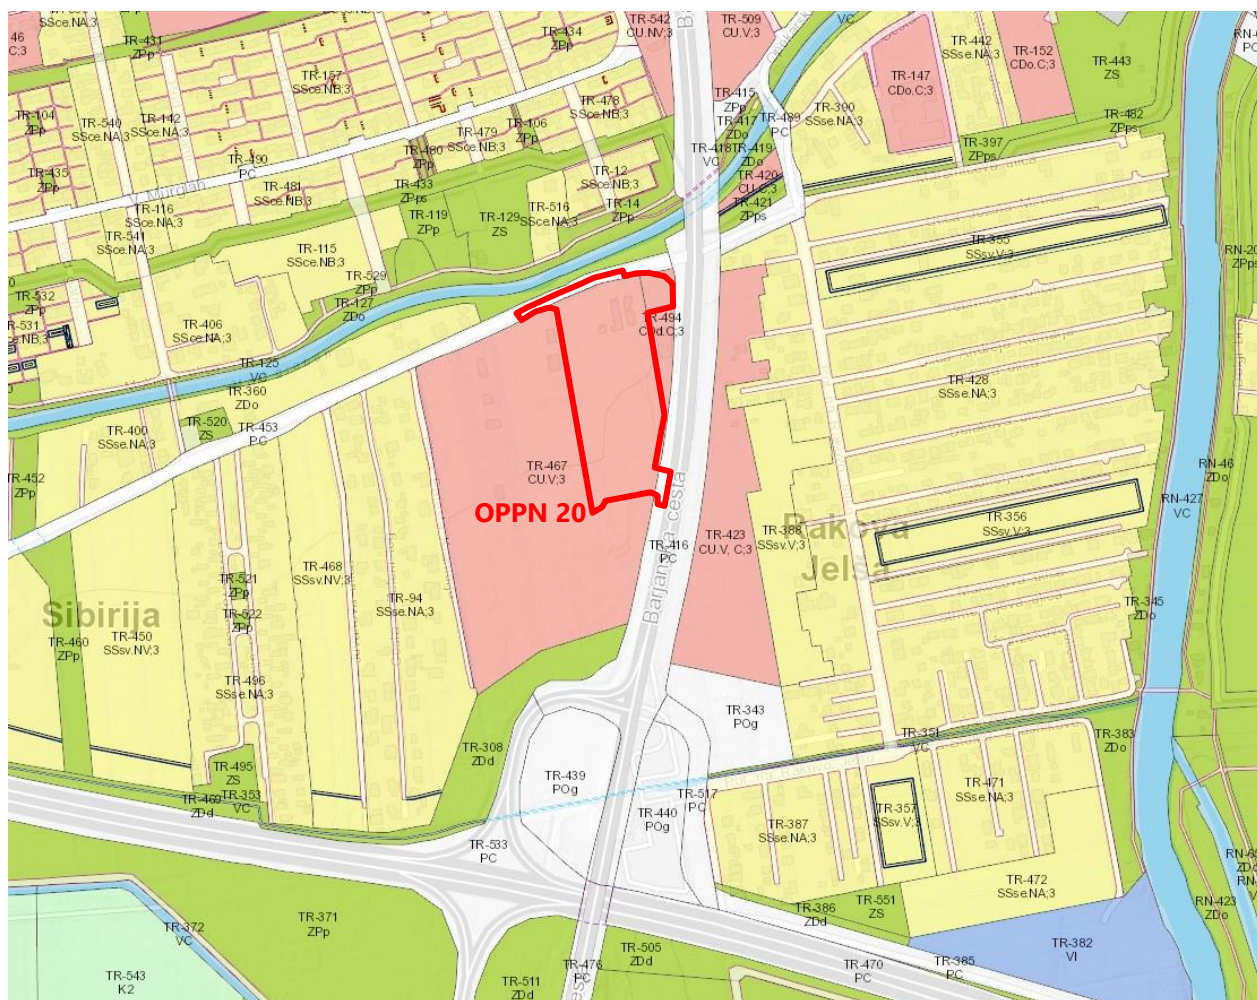 46
C;3
TR-431
ZPp
TR-157
SSce.NB;3
TR-434
ZPp
TR-542
CU.NV;3
TR-509
CU.V;3
VC
TR-442
SSse.NA;3
TR-152
CDo.C;3
TR-443
ZS
TR-147
CDo.C;3
TR-104
ZPp
TR-540
SSce.NA;3
TR-142
SSce.NA;3
TR-478
SSce.NB;3
TR-415
ZPp
TR-417
ZDo
TR-390
SSse.NA;3
TR-489
PC
TR-482
ZPps
TR-479
SSce.NB;3
TR-106
ZPp
TR-480
ZPp
TR-418
VC
TR-419
ZDo
TR-397
ZPps
TR-435
ZPp
TR-490
PC
Murglah
TR-481
SSce.NB;3
TR-433
ZPps
TR-12
SSce.NB;3
TR-420
CU.C;3
TR-421
ZPps
TR-116
SSce.NA;3
TR-119
ZPp
TR-129
ZS
TR-516
SSce.NA;3
TR-14
ZPp
TR-541
SSce.NA;3
TR-115
SSce.NB;3
TR-355
SSsv.V;3
TR-529
ZPp
TR-532
ZPp
TR-127
ZDo
TR-406
SSce.NA;3
TR-494
CDd.C;3
TR-125
VC
TR-360
ZDo
TR-428
SSse.NA;3
TR-400
SSse.NA;3
TR-520
ZS
TR-453
PC
TR-452
ZPp
TR-467
CU.V;3
RN-46
ZDo
RN-427
VC
OPPN 20
TR-356
SSsv.V;3
TR-416
PC
TR-423
CU.V, C;3
TR-388
SSsv.V;3
Rakova
Jelša
Barjanska cesta
TR-468
SSsv.NV;3
TR-521
ZPp
TR-94
SSse.NA;3
TR-522
ZPp
TR-345
ZDo
Sibirija
TR-460
ZPp
TR-450
SSsv.NV;3
TR-496
SSse.NA;3
TR-343
POg
TR-351
VC
TR-383
ZDo
TR-308
ZDd
TR-495
ZS
TR-439
POg
TR-471
SSse.NA;3
TR-469
ZDd
TR-353
VC
TR-517
PC
TR-440
POg
TR-387
SSse.NA;3
TR-357
SSsv.V;3
TR-533
PC
TR-472
SSse.NA;3
TR-551
ZS
TR-386
ZDd
RN-423
ZDo
TR-371
ZPp
TR-372
VC
TR-382
VI
TR-505
ZDd
TR-476
PC
TR-470
PC
TR-385
PC
TR-543
K2
TR-511
ZDd